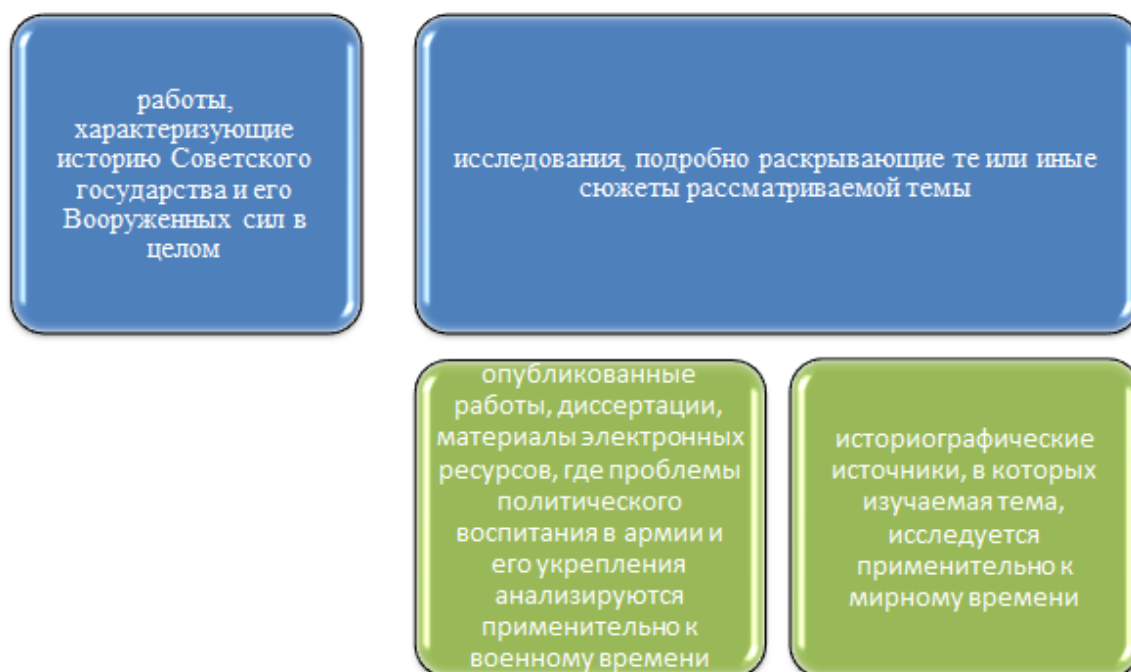 работы,
характеризующие
историю Советского
государства и его
Вооруженных сил в
целом
исследования, подробно раскрывающие те или иные
сюжеты рассматриваемой темы
опубликованные
работы, диссертации,
материалы электронных
ресурсов, где проблемы
политического
воспитания в армии и
его укрепления
анализируются
применительно к
военному времени
историографические
источники, в которых
изучаемая тема,
исследуется
применительно к
мирному времени